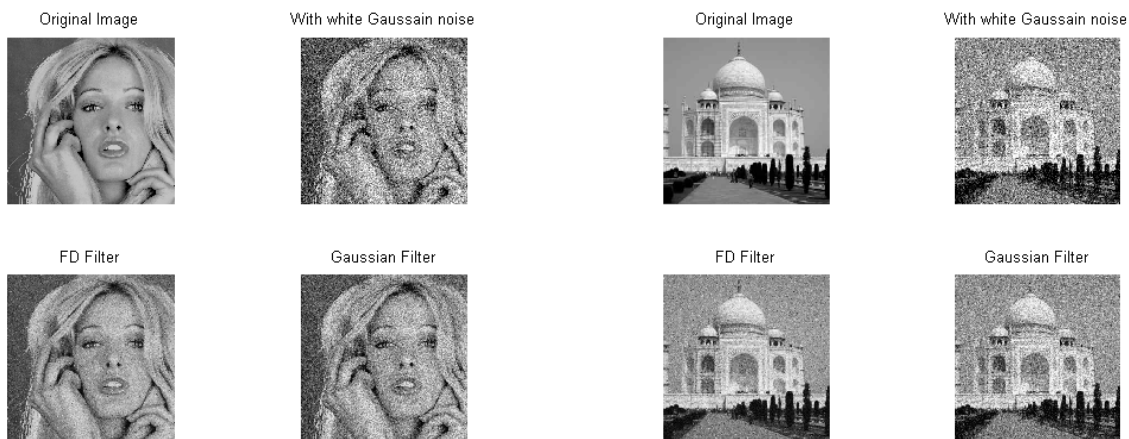 Original Image
With white Gaussain noise
Original Image
With white Gaussain noise
FD Filter
Gaussian Filter
FD Filter
Gaussian Filter